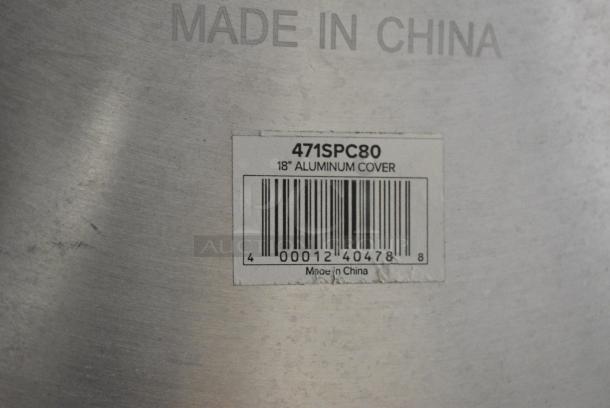 MADE IN CHINA
471SPC80
18" ALUMINUM COVER
4 00012 40478 8
Made in China